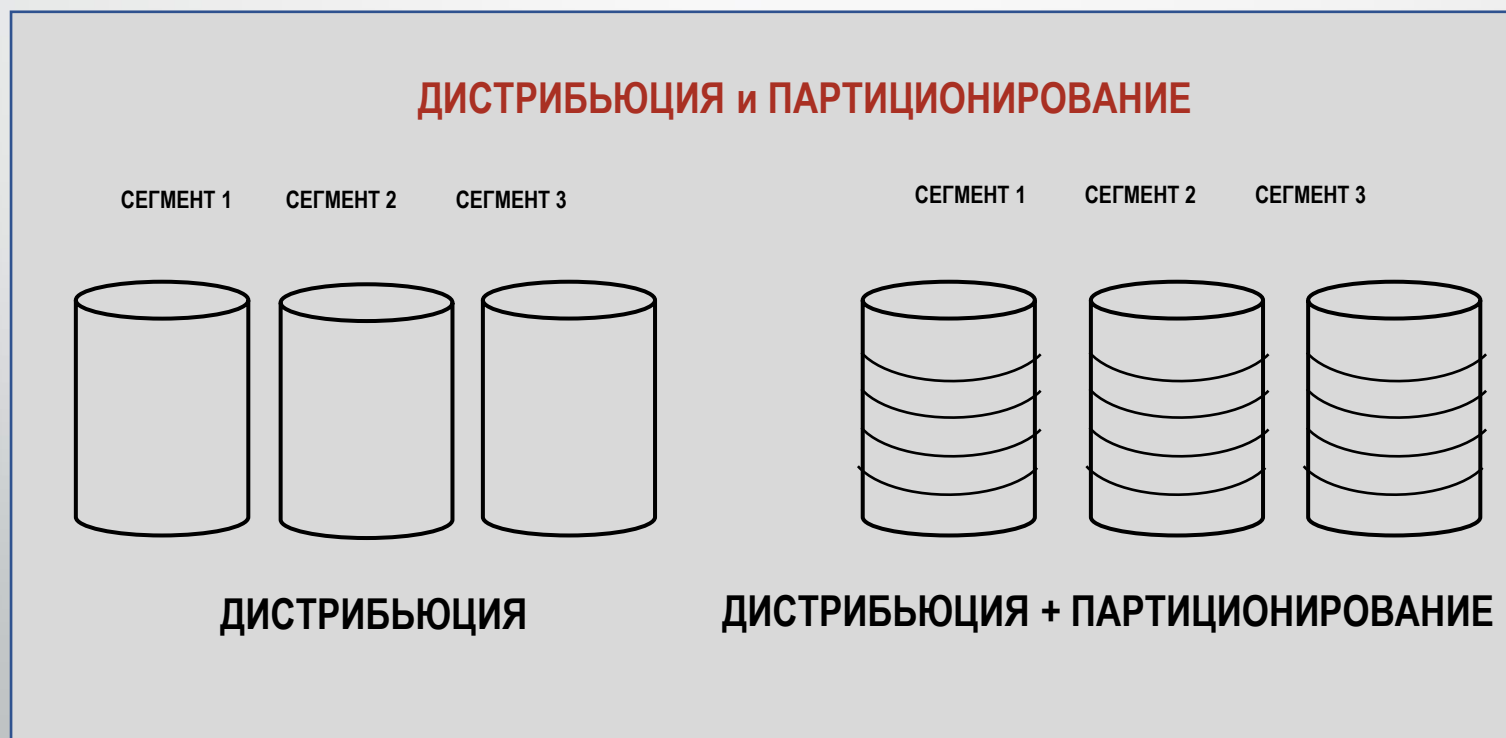 ДИСТРИБЬЮЦИЯ и ПАРТИЦИОНИРОВАНИЕ
СЕГМЕНТ 1 СЕГМЕНТ 2 СЕГМЕНТ 3
СЕГМЕНТ 1 СЕГМЕНТ 2 СЕГМЕНТ 3
ДИСТРИБЬЮЦИЯ
ДИСТРИБЬЮЦИЯ + ПАРТИЦИОНИРОВАНИЕ